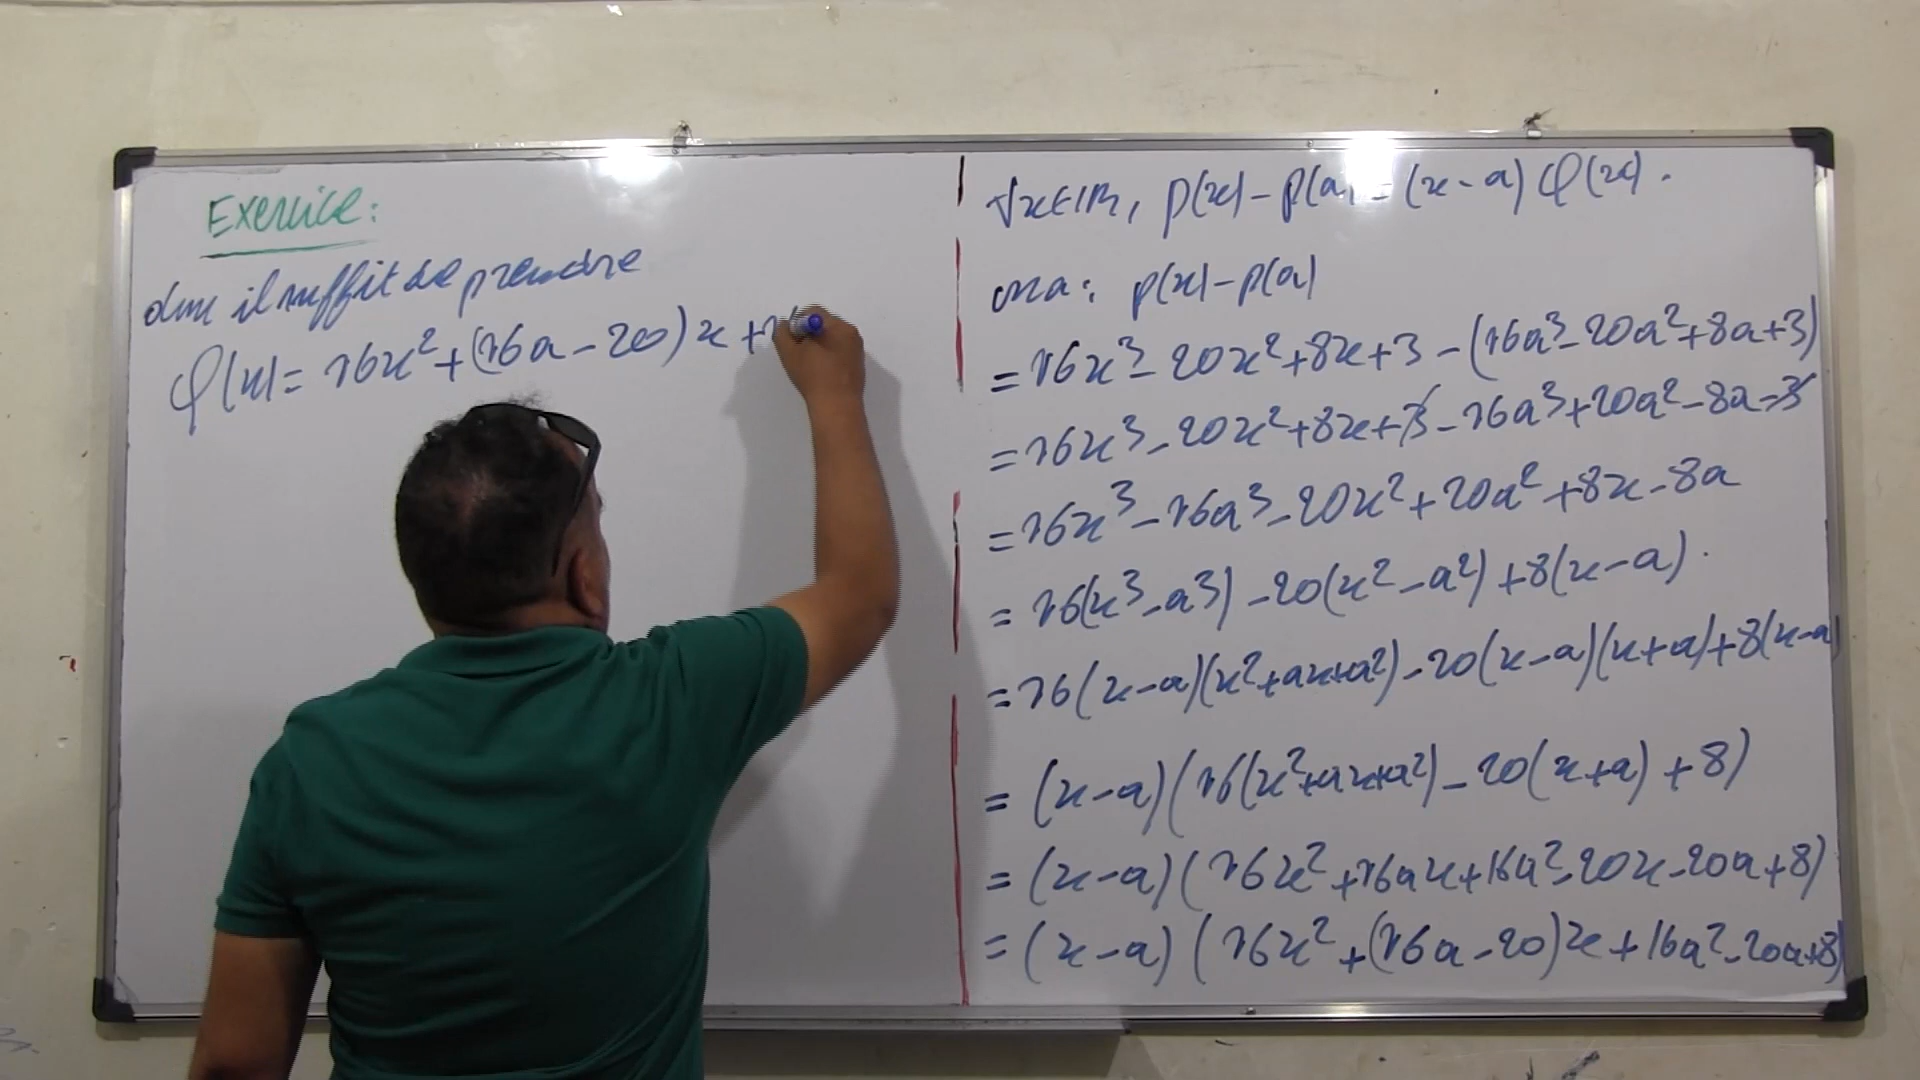 Exercice:
donc il suffit de prendre
φ(x) = 16x² + (16a - 20)x + 1
∀x∈IR, p(x) - p(a) = (x - a) φ(x).
on a: p(x) - p(a)
= 16x³ - 20x² + 8x + 3 - (16a³ - 20a² + 8a + 3)
= 16x³ - 20x² + 8x + 3 - 16a³ + 20a² - 8a - 3
= 16x³ - 16a³ - 20x² + 20a² + 8x - 8a
= 16(x³ - a³) - 20(x² - a²) + 8(x - a).
= 16(x - a)(x² + ax + a²) - 20(x - a)(x + a) + 8(x - a)
= (x - a)(16(x² + ax + a²) - 20(x + a) + 8)
= (x - a)(16x² + 16ax + 16a² - 20x - 20a + 8)
= (x - a)(16x² + (16a - 20)x + 16a² - 20a + 8)